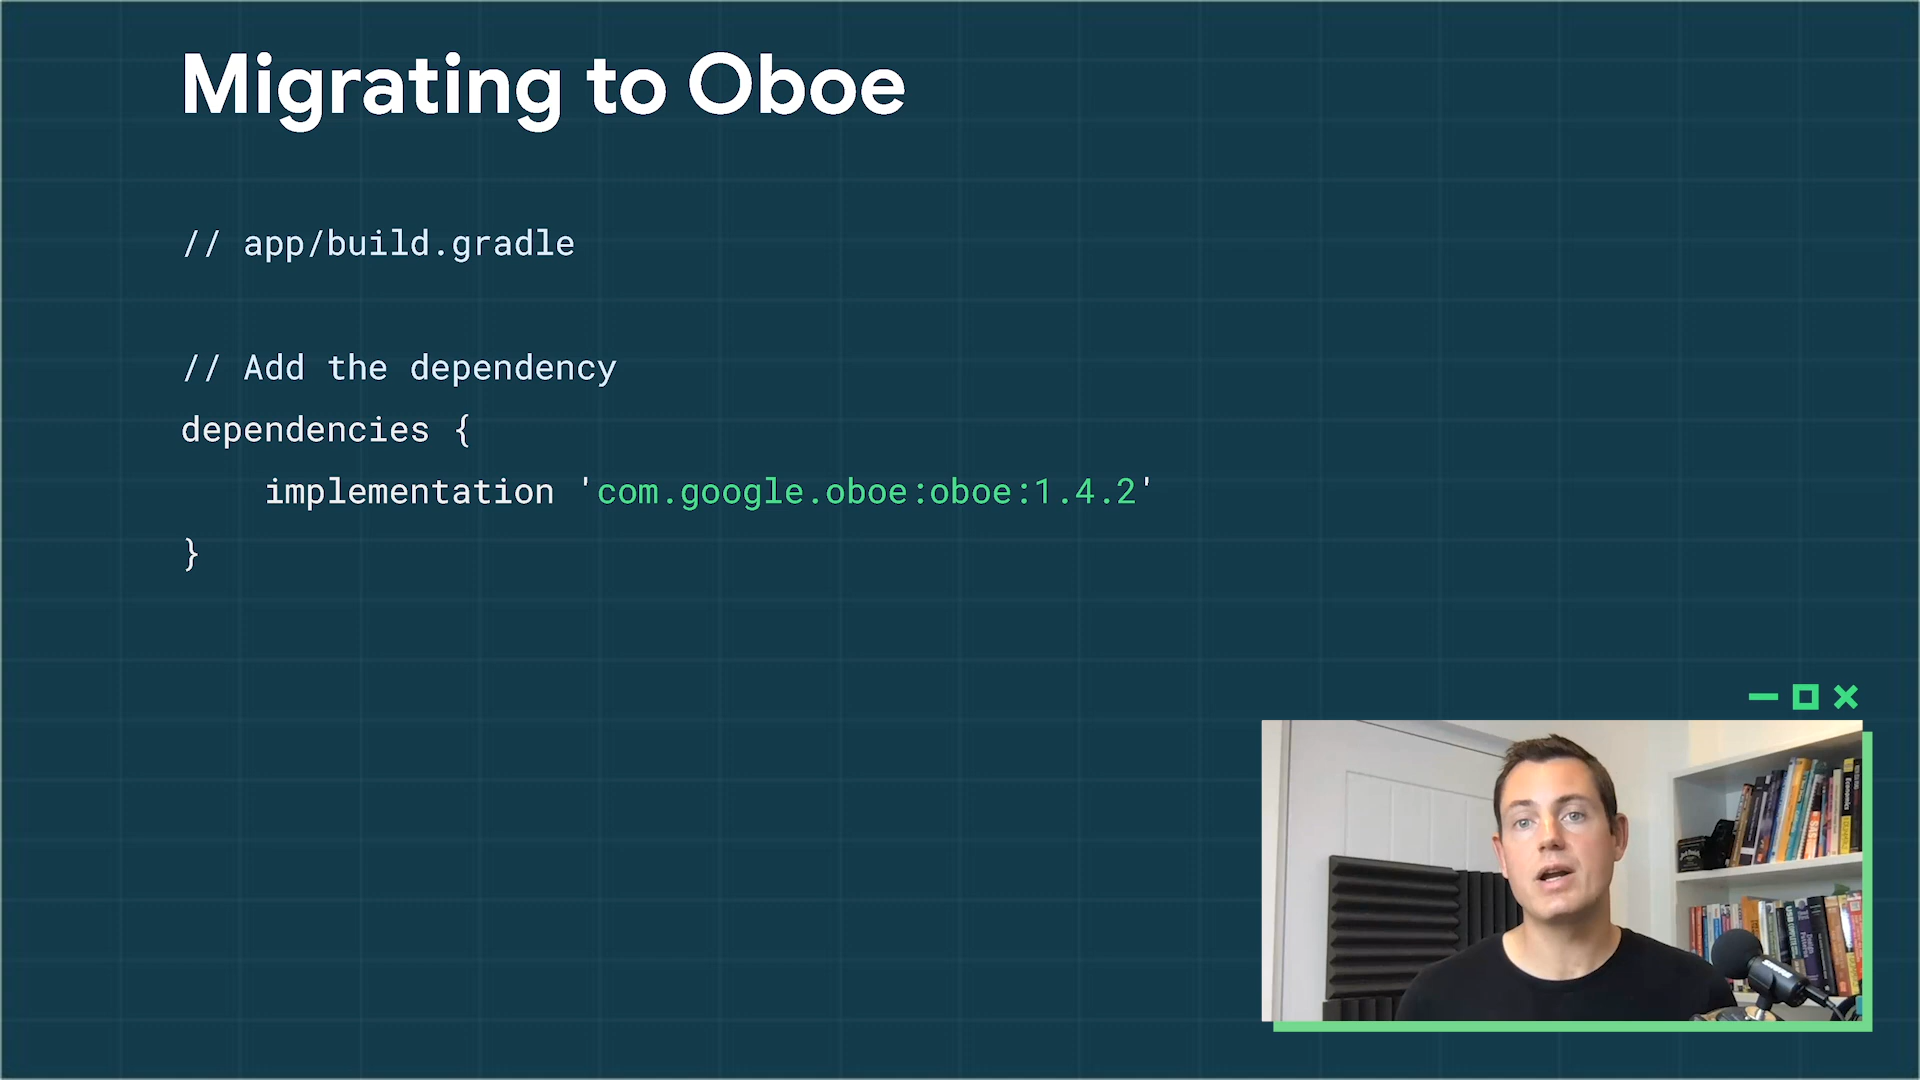 Migrating to Oboe
// app/build.gradle
// Add the dependency
dependencies {
implementation 'com.google.oboe:oboe:1.4.2'
}